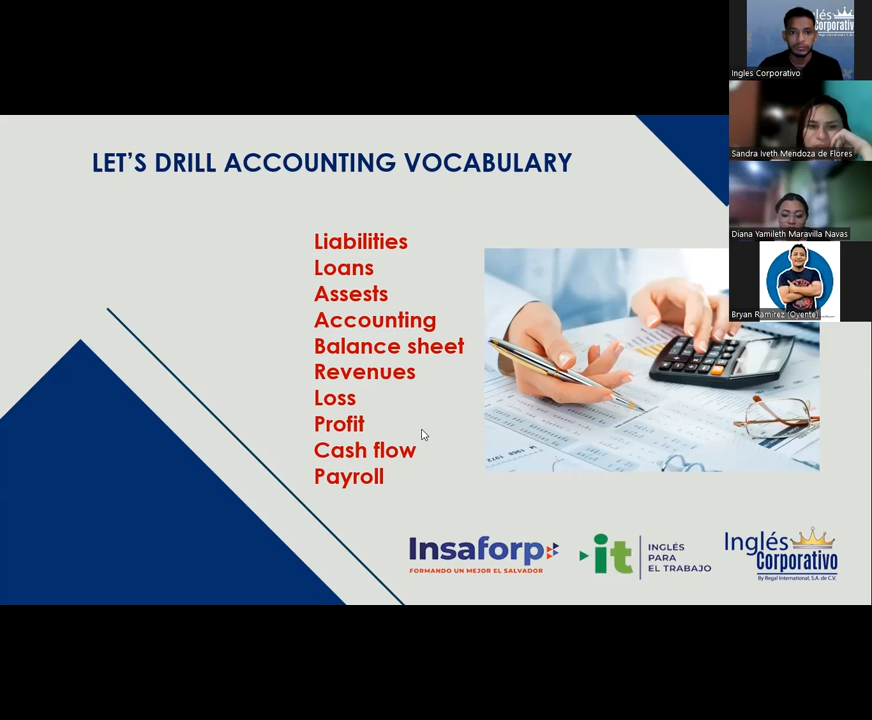 LET'S DRILL ACCOUNTING VOCABULARY
Liabilities
Loans
Assests
Accounting
Balance sheet
Revenues
Loss
Profit
Cash flow
Payroll
Insaforp
FORMANDO UN MEJOR EL SALVADOR
it
INGLÉS
PARA
EL TRABAJO
Inglés
Corporativo
By Regal International, S.A. de C.V.
Ingles Corporativo
Sandra Iveth Mendoza de Flores
Diana Yamileth Maravilla Navas
Bryan Ramirez (Oyente)